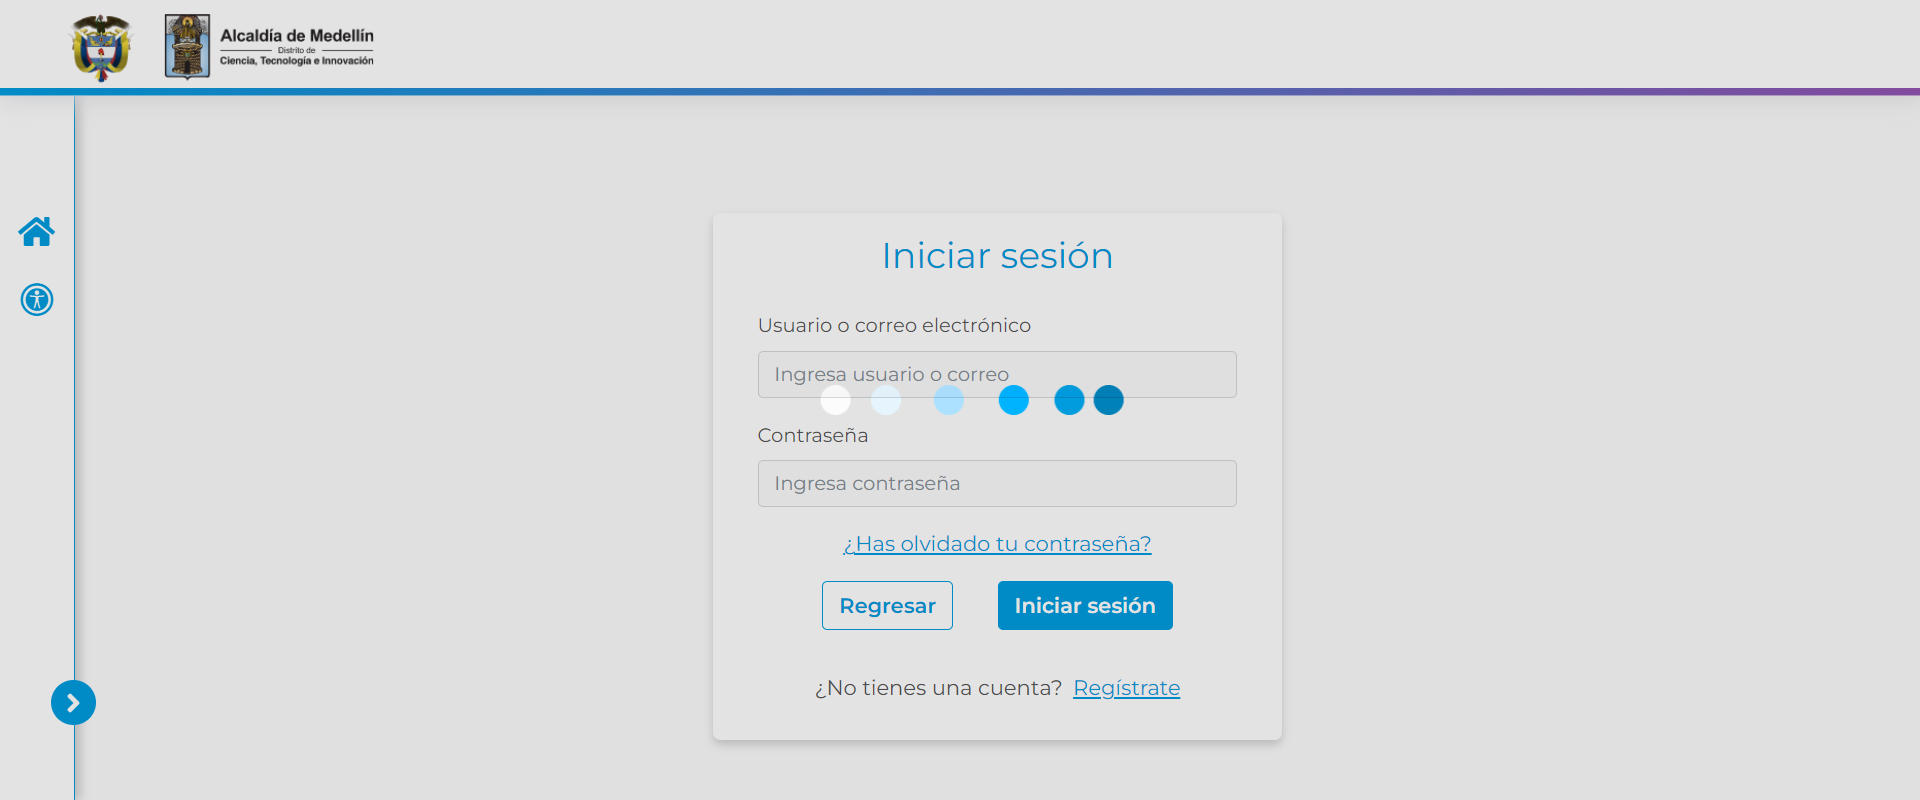 Alcaldía de Medellín
Distrito de
Ciencia, Tecnología e Innovación
Iniciar sesión
Usuario o correo electrónico
Ingresa usuario o correo
Contraseña
Ingresa contraseña
¿Has olvidado tu contraseña?
Regresar
Iniciar sesión
¿No tienes una cuenta? Regístrate